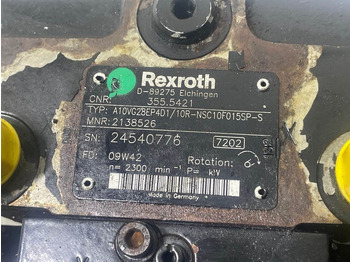 Rexroth
D-89275 Elchingen
CNR: 355.5421
TYP: A10VG28EP4D1/10R-NSC10F015SP-S
MNR: 2138526
SN: 24540776 7202
FD: 09W42 Rotation:
n= 2300 min⁻¹ P= kW
Made in Germany